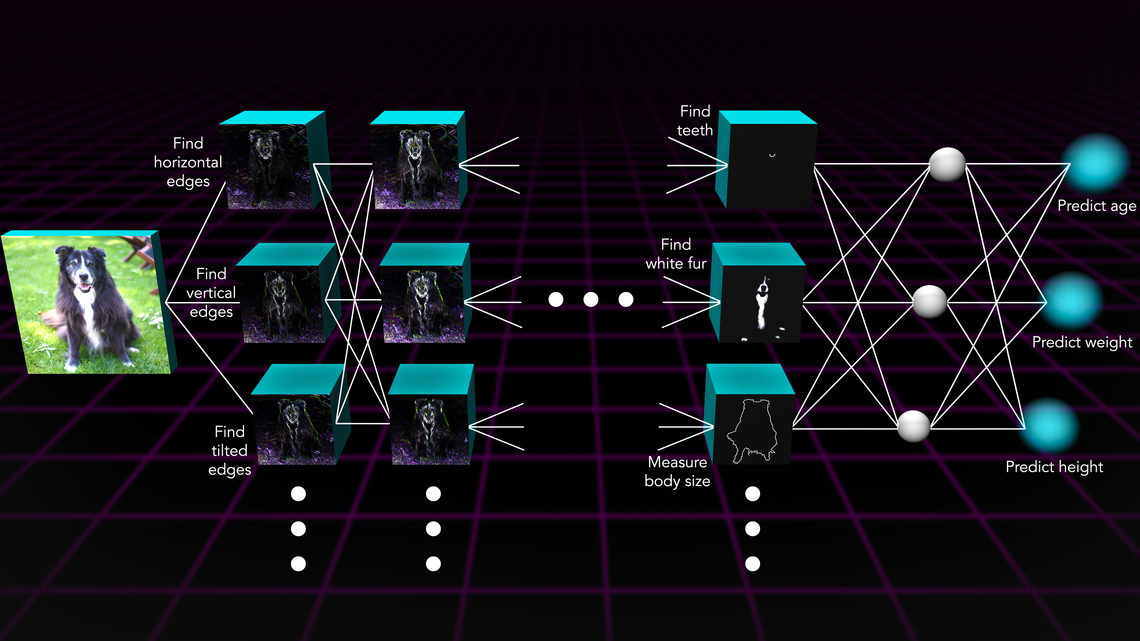 Find
horizontal
edges
Find
vertical
edges
Find
tilted
edges
Find
teeth
Find
white fur
Measure
body size
Predict age
Predict weight
Predict height